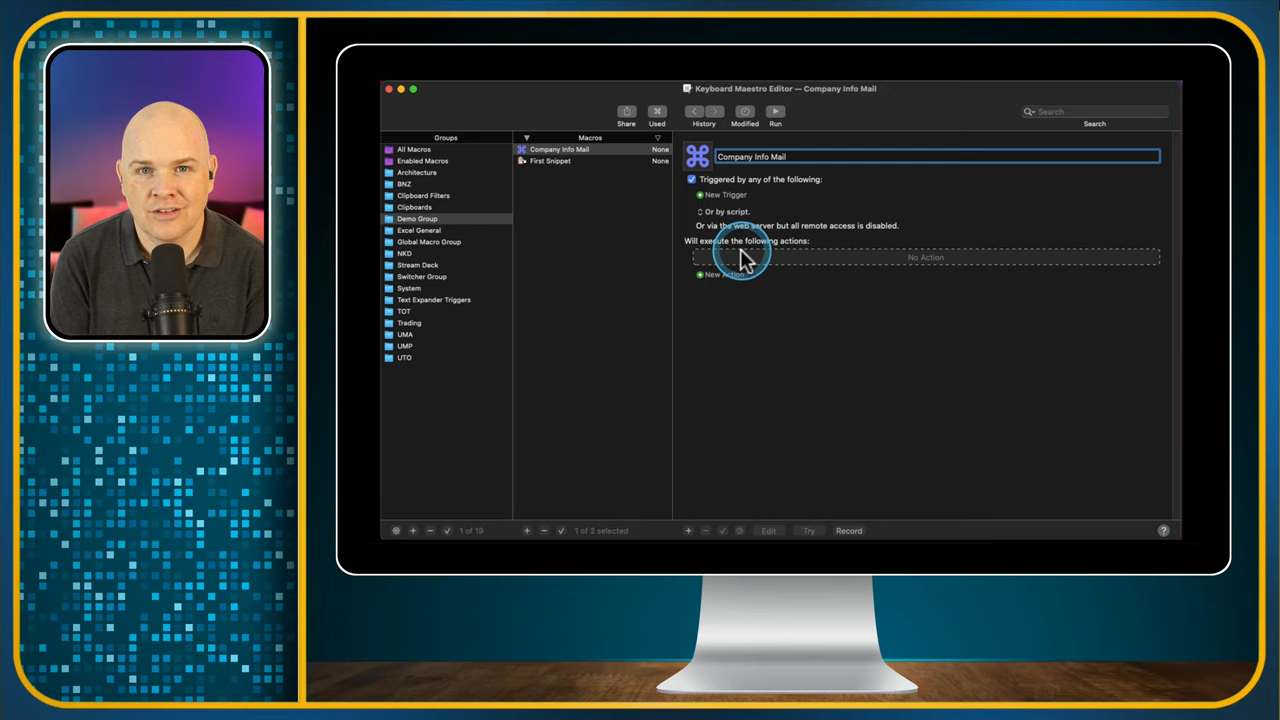 Keyboard Maestro Editor — Company Info Mail
Share
Used
History
Modified
Run
Search
Search
Groups
All Macros
Enabled Macros
Architecture
BNZ
Clipboard Filters
Clipboards
Demo Group
Excel General
Global Macro Group
NKD
Stream Deck
Switcher Group
System
Text Expander Triggers
TOT
Trading
UMA
UMP
UTO
Macros
Company Info Mail None
First Snippet None
Company Info Mail
Triggered by any of the following:
New Trigger
Or by script.
Or via the web server but all remote access is disabled.
Will execute the following actions:
No Action
New Action
1 of 19
1 of 2 selected
Edit
Try
Record
?